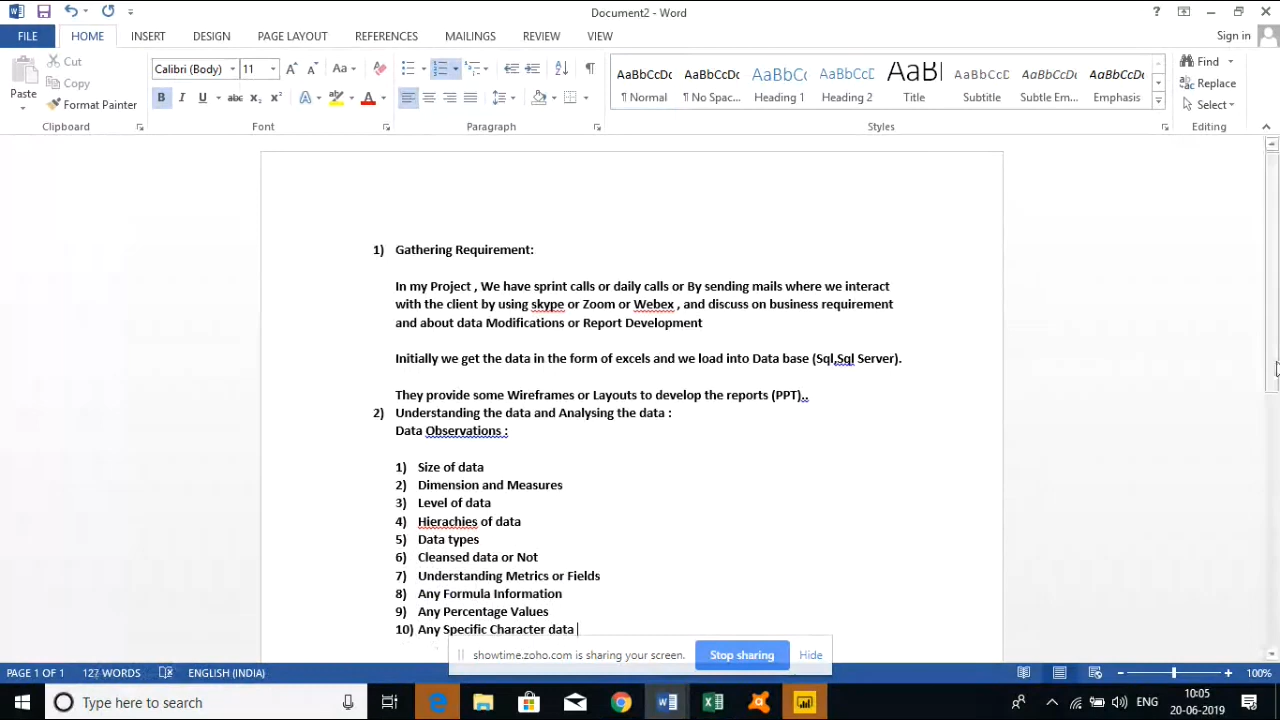 Document2 - Word
Sign in
FILE HOME INSERT DESIGN PAGE LAYOUT REFERENCES MAILINGS REVIEW VIEW
Paste
Cut
Copy
Format Painter
Calibri (Body) 11
AaBbCcDc AaBbCcDc AaBbCc AaBbCcD AaBl AaBbCcD AaBbCcDc AaBbCcDc
¶ Normal ¶ No Spac... Heading 1 Heading 2 Title Subtitle Subtle Em... Emphasis
Find
Replace
Select
Clipboard Font Paragraph Styles Editing
1) Gathering Requirement:
In my Project , We have sprint calls or daily calls or By sending mails where we interact
with the client by using skype or Zoom or Webex , and discuss on business requirement
and about data Modifications or Report Development
Initially we get the data in the form of excels and we load into Data base (Sql,Sql Server).
They provide some Wireframes or Layouts to develop the reports (PPT)..
2) Understanding the data and Analysing the data :
Data Observations :
1) Size of data
2) Dimension and Measures
3) Level of data
4) Hierachies of data
5) Data types
6) Cleansed data or Not
7) Understanding Metrics or Fields
8) Any Formula Information
9) Any Percentage Values
10) Any Specific Character data
showtime.zoho.com is sharing your screen. Stop sharing Hide
PAGE 1 OF 1 127 WORDS ENGLISH (INDIA) 100%
Type here to search
ENG
10:05
20-06-2019